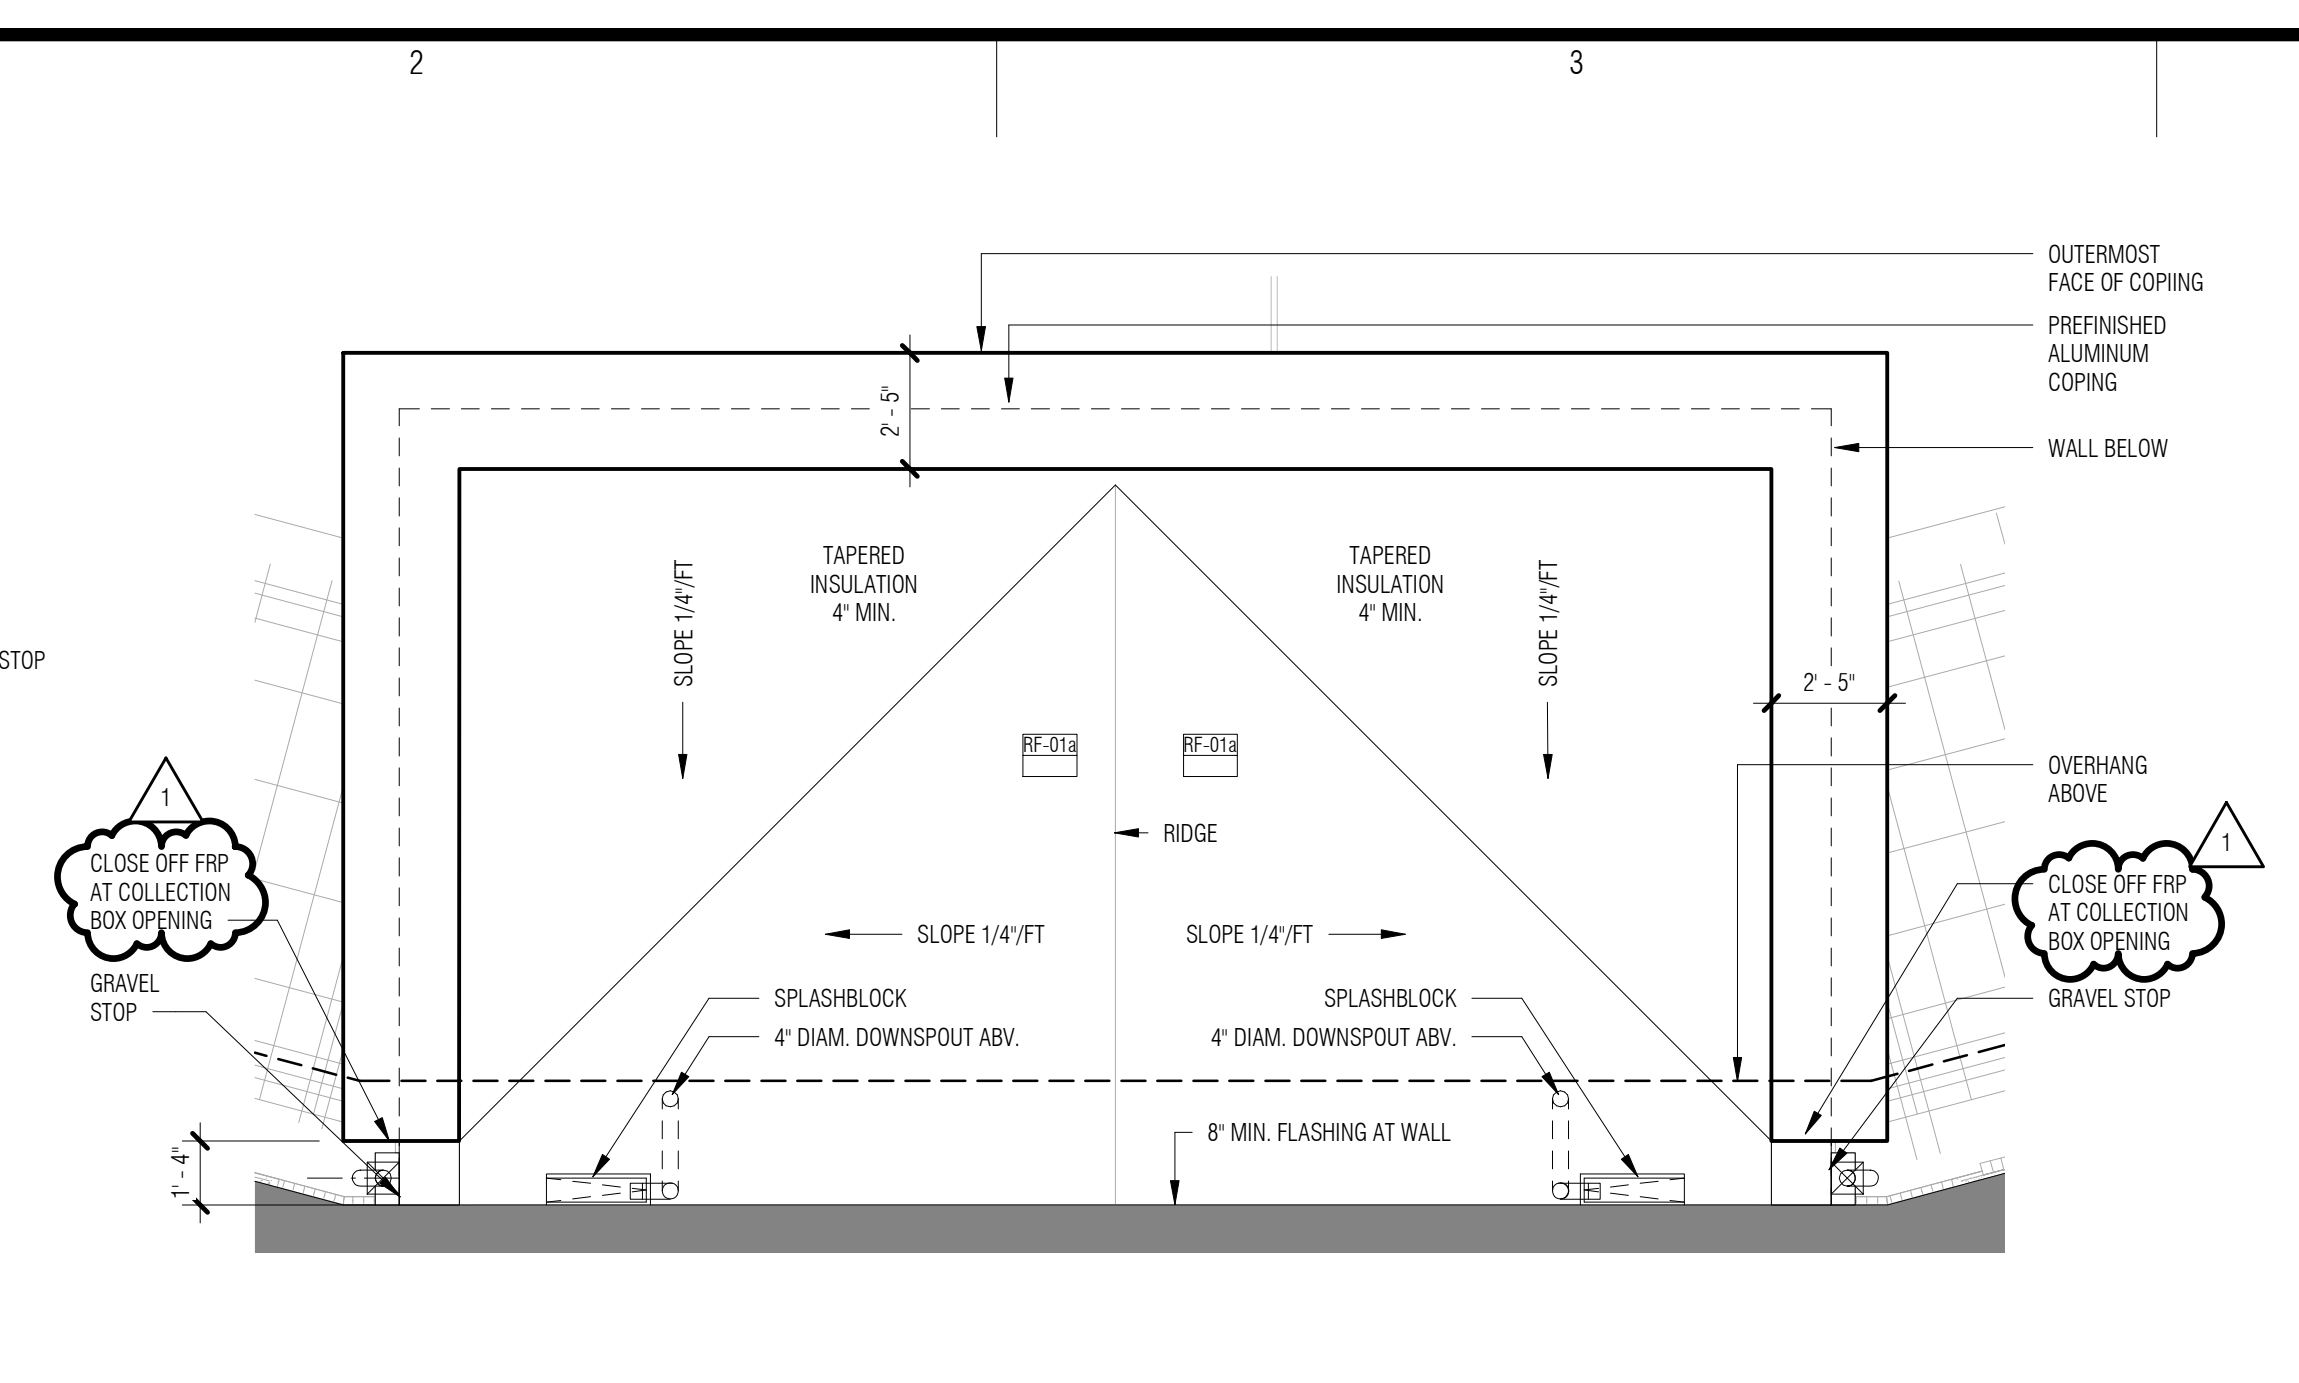 2
3
OUTERMOST
FACE OF COPIING
PREFINISHED
ALUMINUM
COPING
2' - 5"
WALL BELOW
TAPERED
INSULATION
4" MIN.
TAPERED
INSULATION
4" MIN.
SLOPE 1/4"/FT
SLOPE 1/4"/FT
STOP
2' - 5"
RF-01a
RF-01a
OVERHANG
ABOVE
1
RIDGE
1
CLOSE OFF FRP
AT COLLECTION
BOX OPENING
CLOSE OFF FRP
AT COLLECTION
BOX OPENING
SLOPE 1/4"/FT
SLOPE 1/4"/FT
GRAVEL
STOP
SPLASHBLOCK
SPLASHBLOCK
GRAVEL STOP
4" DIAM. DOWNSPOUT ABV.
4" DIAM. DOWNSPOUT ABV.
8" MIN. FLASHING AT WALL
1' - 4"